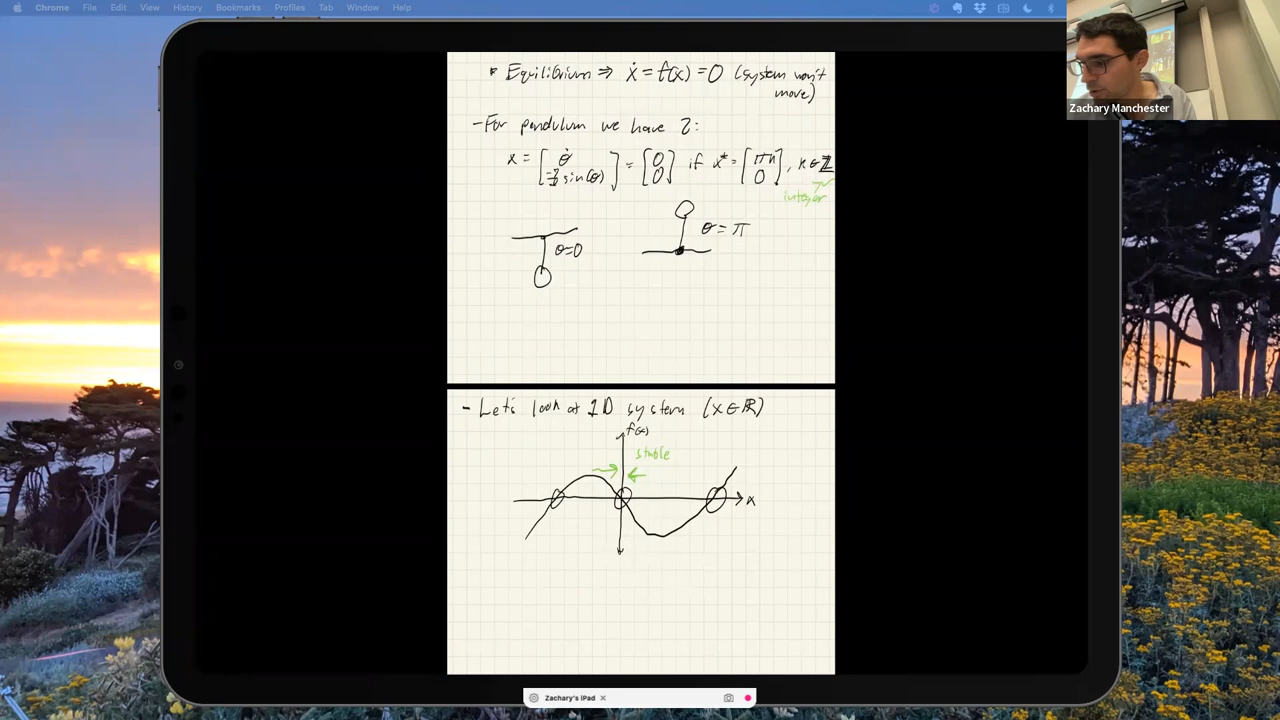 Chrome File Edit View History Bookmarks Profiles Tab Window Help
Zachary Manchester
Equilibrium ⇒ ẋ = f(x) = 0 (system won't
move)
- For pendulum we have 2:
x = [θ̇ -g/l sin(θ)] = [0 0] if x* = [πn 0], n ∈ ℤ
integer
θ=0
θ = π
- Let's look at 1D system (x ∈ ℝ)
f(x)
stable
x
Zachary's iPad